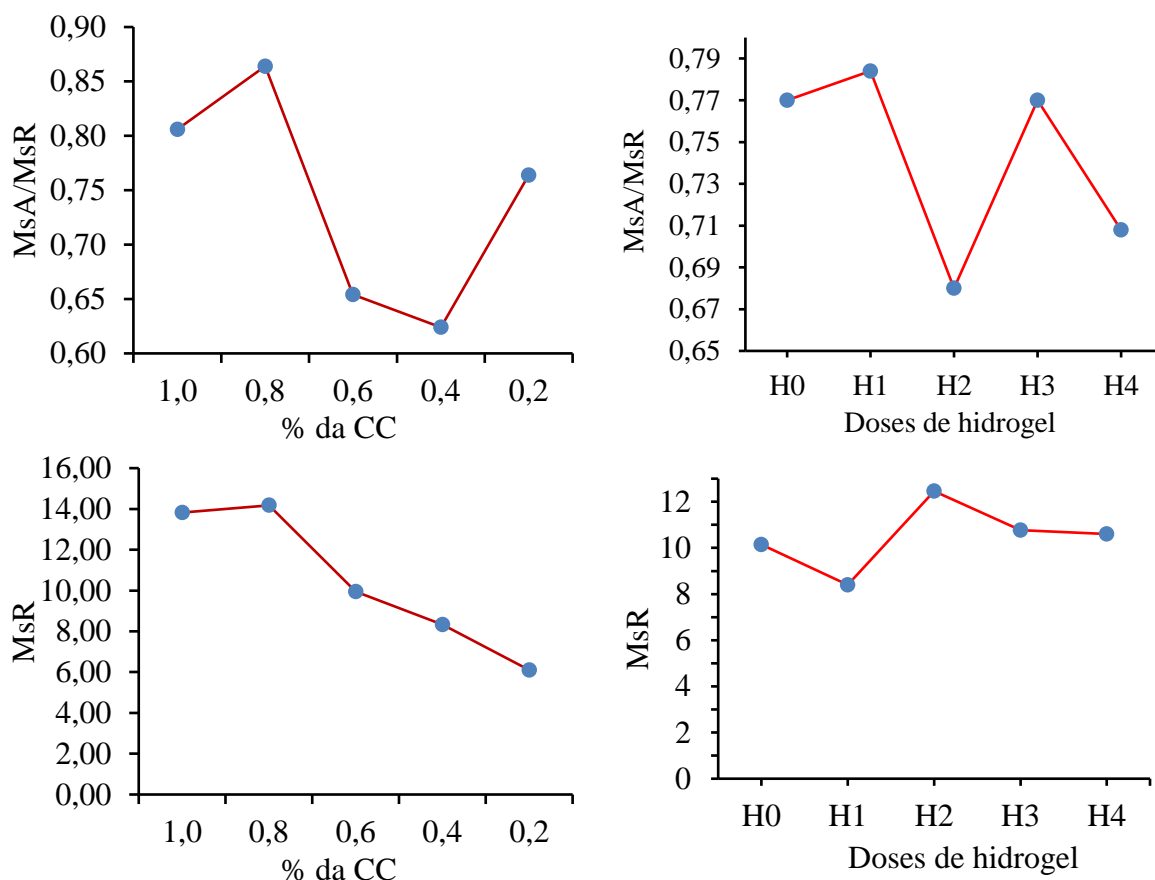 0,90
0,85
0,80
0,75
0,70
0,65
0,60
MsA/MsR
1,0 0,8 0,6 0,4 0,2
% da CC
0,79
0,77
0,75
0,73
0,71
0,69
0,67
0,65
MsA/MsR
H0 H1 H2 H3 H4
Doses de hidrogel
16,00
14,00
12,00
10,00
8,00
6,00
4,00
2,00
0,00
MsR
1,0 0,8 0,6 0,4 0,2
% da CC
12
10
8
6
4
2
0
MsR
H0 H1 H2 H3 H4
Doses de hidrogel